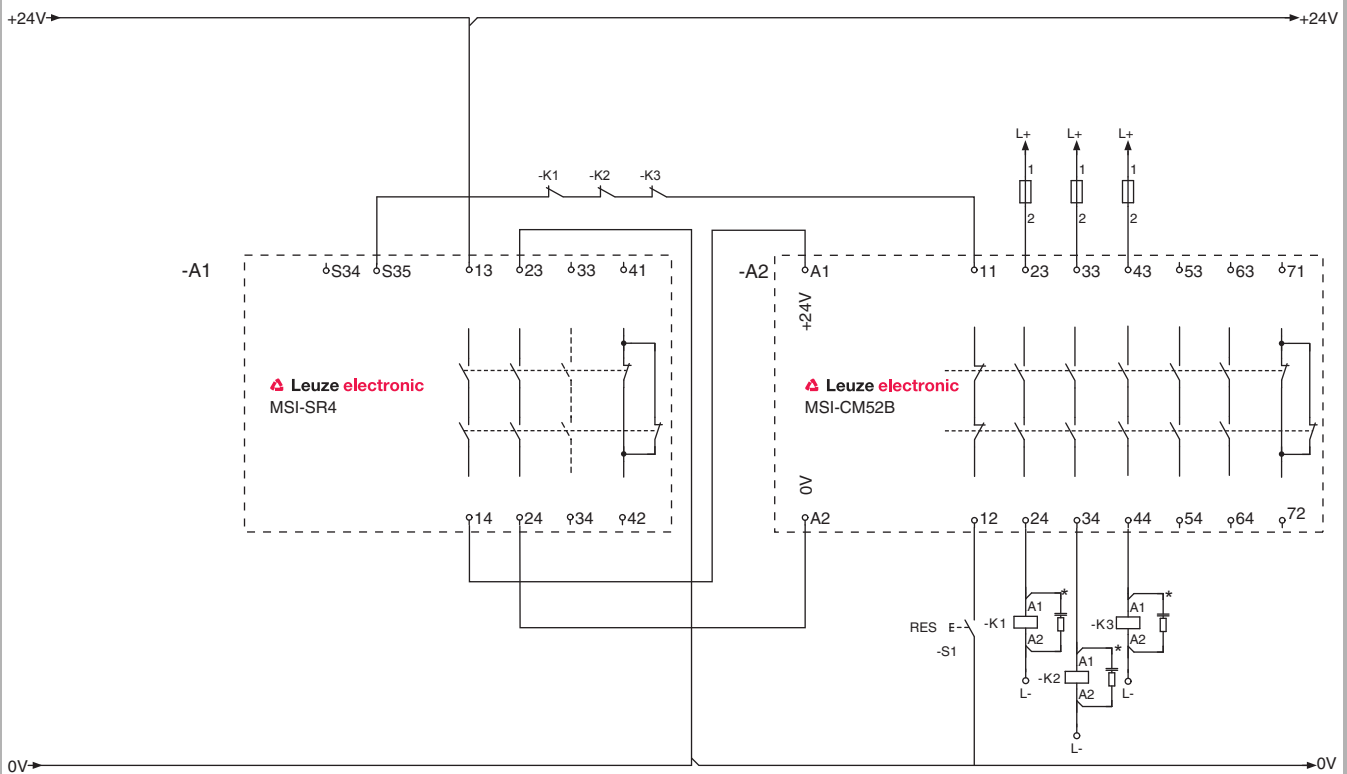 +24V +24V
L+ L+ L+
1 1 1
-K1 -K2 -K3
2 2 2
-A1 S34 S35 13 23 33 41
-A2 A1 11 23 33 43 53 63 71
+24V
Leuze electronic
MSI-SR4
Leuze electronic
MSI-CM52B
0V
14 24 34 42
A2 12 24 34 44 54 64 72
* *
A1 A1
RES E -K1 -K3
A2 A2
-S1
*
A1
-K2
A2
L- L-
L-
0V 0V